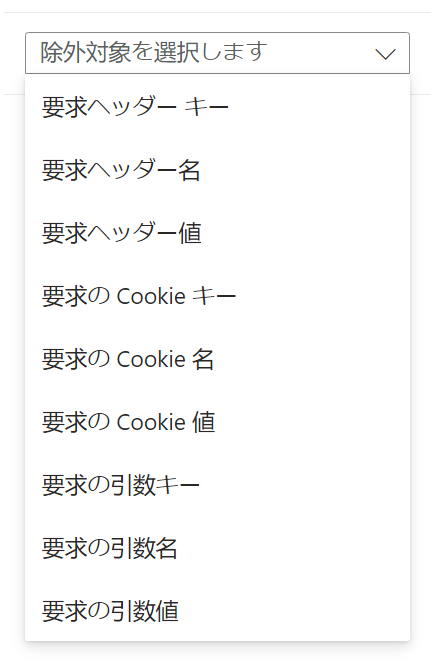 除外対象を選択します
要求ヘッダー キー
要求ヘッダー名
要求ヘッダー値
要求の Cookie キー
要求の Cookie 名
要求の Cookie 値
要求の引数キー
要求の引数名
要求の引数値